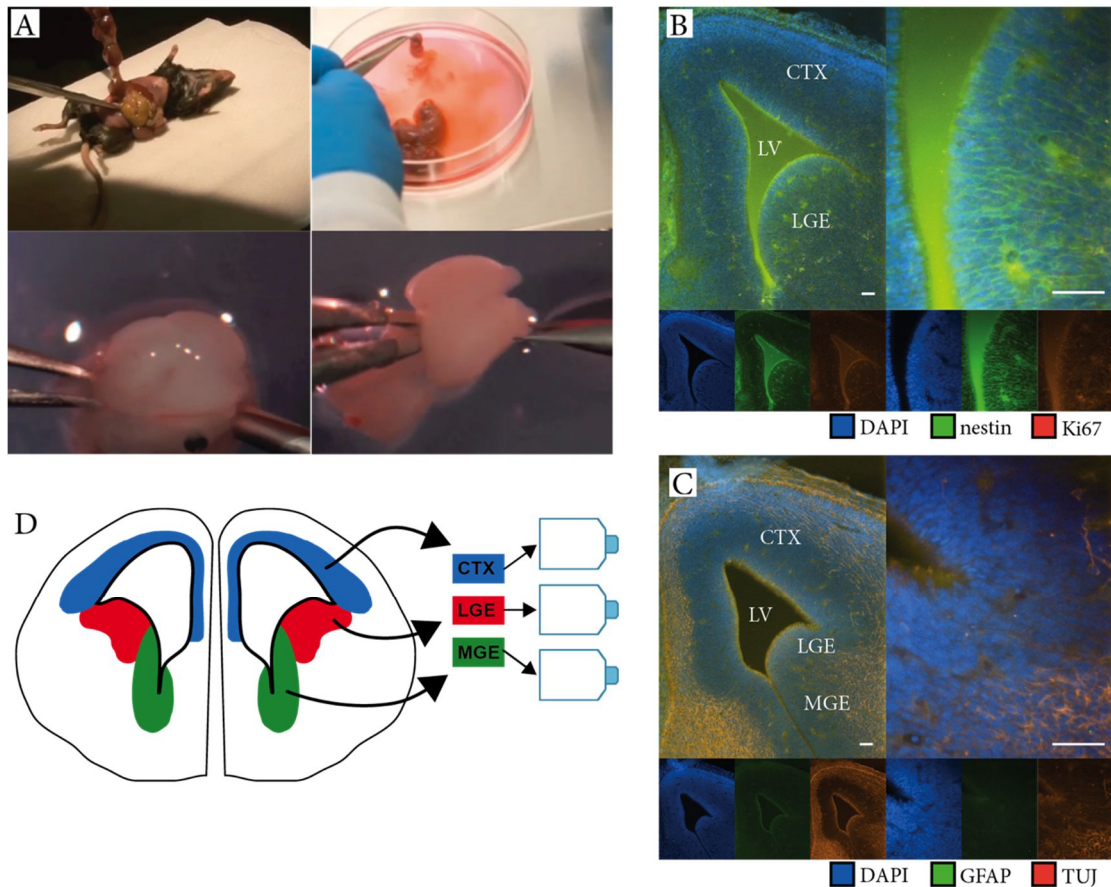 A
B
CTX
LV
LGE
DAPI nestin Ki67
C
CTX
LV
LGE
MGE
DAPI GFAP TUJ
D
CTX
LGE
MGE